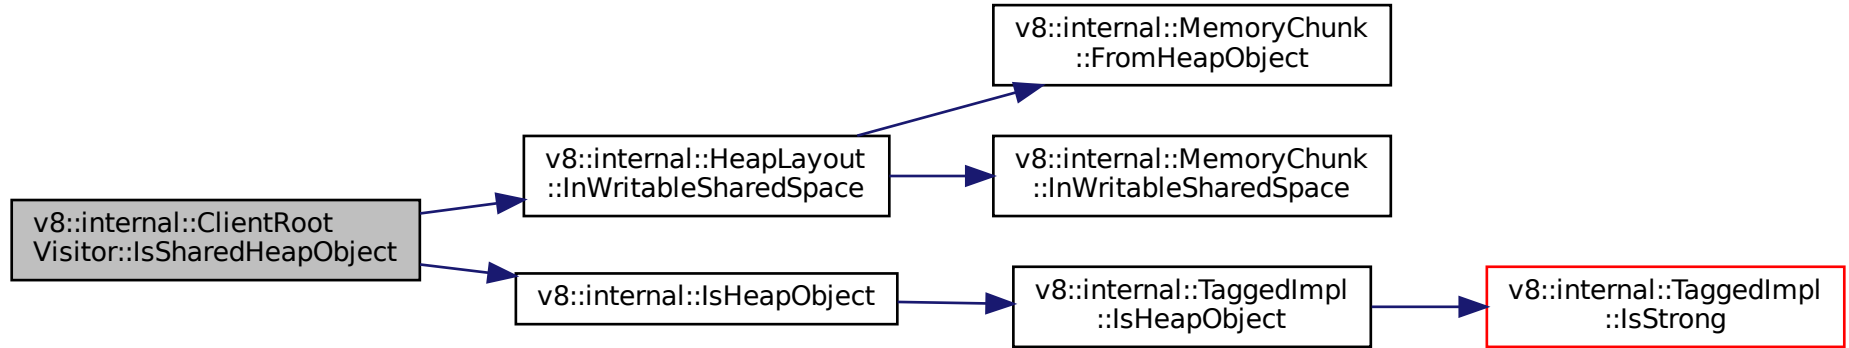 v8::internal::MemoryChunk
::FromHeapObject
v8::internal::HeapLayout
::InWritableSharedSpace
v8::internal::MemoryChunk
::InWritableSharedSpace
v8::internal::ClientRoot
Visitor::IsSharedHeapObject
v8::internal::IsHeapObject
v8::internal::TaggedImpl
::IsHeapObject
v8::internal::TaggedImpl
::IsStrong